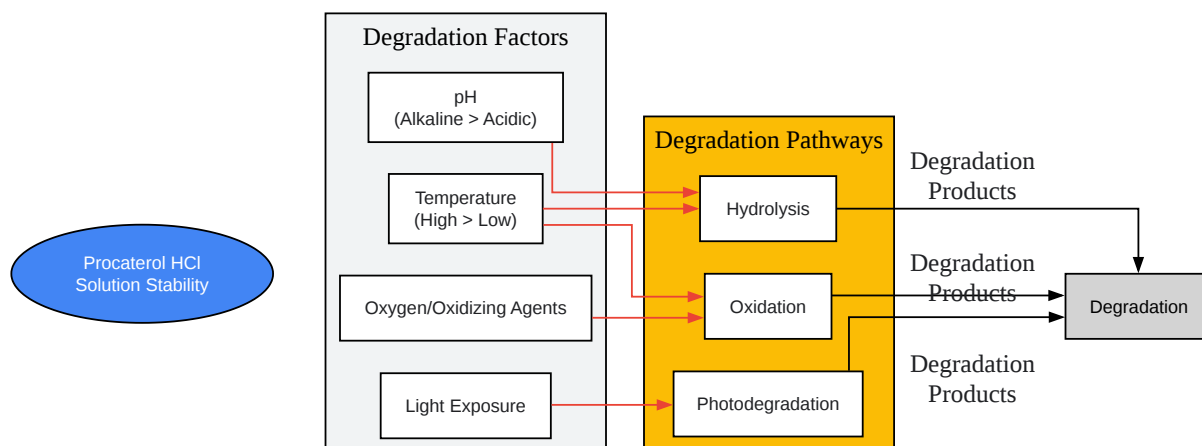 Degradation Factors
pH
(Alkaline > Acidic)
Temperature
(High > Low)
Oxygen/Oxidizing Agents
Light Exposure
Procaterol HCl
Solution Stability
Degradation Pathways
Hydrolysis
Oxidation
Photodegradation
Degradation
Products
Degradation
Products
Degradation
Products
Degradation